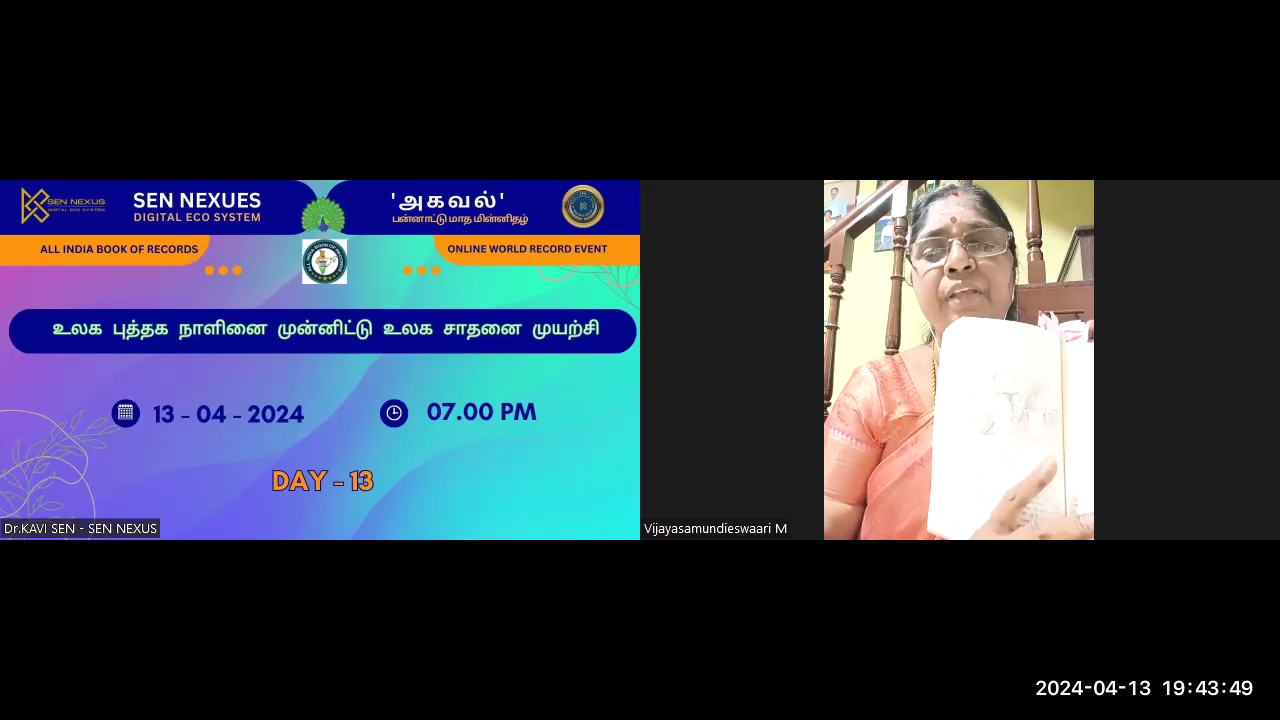 SEN NEXUS
DIGITAL ECO SYSTEM
SEN NEXUES
DIGITAL ECO SYSTEM
'அகவல்'
பன்னாட்டு மாத மின்னிதழ்
ALL INDIA BOOK OF RECORDS
ONLINE WORLD RECORD EVENT
உலக புத்தக நாளினை முன்னிட்டு உலக சாதனை முயற்சி
13 - 04 - 2024
07.00 PM
DAY - 13
Dr.KAVI SEN - SEN NEXUS
Vijayasamundieswaari M
2024-04-13 19:43:49